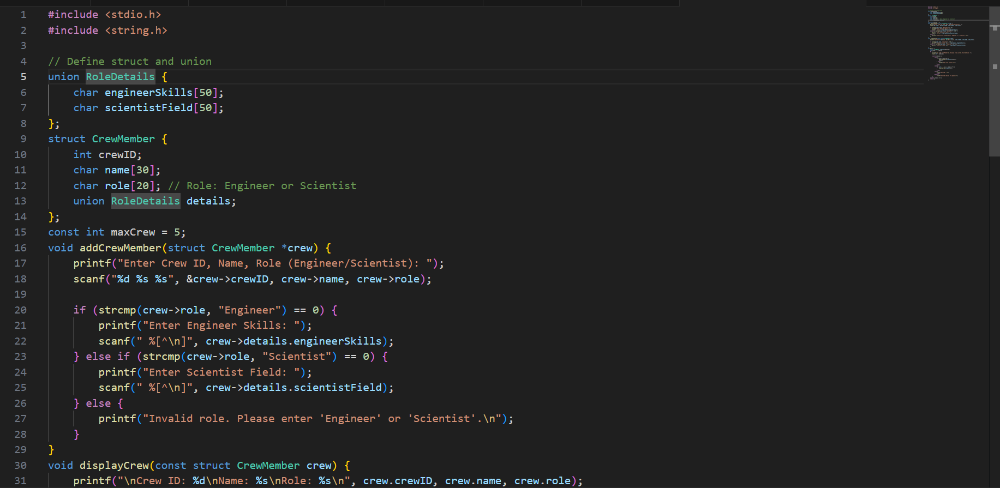 1 #include <stdio.h>
2 #include <string.h>
3
4 // Define struct and union
5 union RoleDetails {
6     char engineerSkills[50];
7     char scientistField[50];
8 };
9 struct CrewMember {
10     int crewID;
11     char name[30];
12     char role[20]; // Role: Engineer or Scientist
13     union RoleDetails details;
14 };
15 const int maxCrew = 5;
16 void addCrewMember(struct CrewMember *crew) {
17     printf("Enter Crew ID, Name, Role (Engineer/Scientist): ");
18     scanf("%d %s %s", &crew->crewID, crew->name, crew->role);
19
20     if (strcmp(crew->role, "Engineer") == 0) {
21         printf("Enter Engineer Skills: ");
22         scanf(" %[^\n]", crew->details.engineerSkills);
23     } else if (strcmp(crew->role, "Scientist") == 0) {
24         printf("Enter Scientist Field: ");
25         scanf(" %[^\n]", crew->details.scientistField);
26     } else {
27         printf("Invalid role. Please enter 'Engineer' or 'Scientist'.\n");
28     }
29 }
30 void displayCrew(const struct CrewMember crew) {
31     printf("\nCrew ID: %d\nName: %s\nRole: %s\n", crew.crewID, crew.name, crew.role);